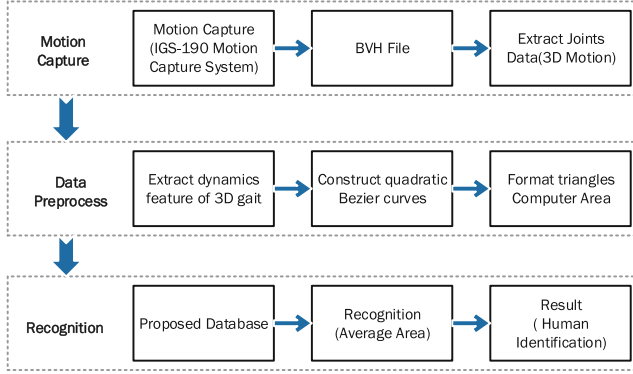 Motion
Capture
Motion Capture
(IGS-190 Motion
Capture System)
BVH File
Extract Joints
Data(3D Motion)
Data
Preprocess
Extract dynamics
feature of 3D gait
Construct quadratic
Bezier curves
Format triangles
Computer Area
Recognition
Proposed Database
Recognition
(Average Area)
Result
( Human
Identification)